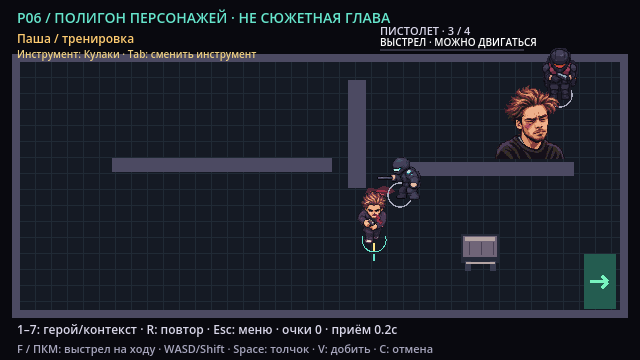 P06 / ПОЛИГОН ПЕРСОНАЖЕЙ · НЕ СЮЖЕТНАЯ ГЛАВА
Паша / тренировка
ПИСТОЛЕТ · 3 / 4
ВЫСТРЕЛ · МОЖНО ДВИГАТЬСЯ
Инструмент: Кулаки · Tab: сменить инструмент
1–7: герой/контекст · R: повтор · Esc: меню · очки 0 · приём 0.2с
F / ПКМ: выстрел на ходу · WASD/Shift · Space: толчок · V: добить · C: отмена